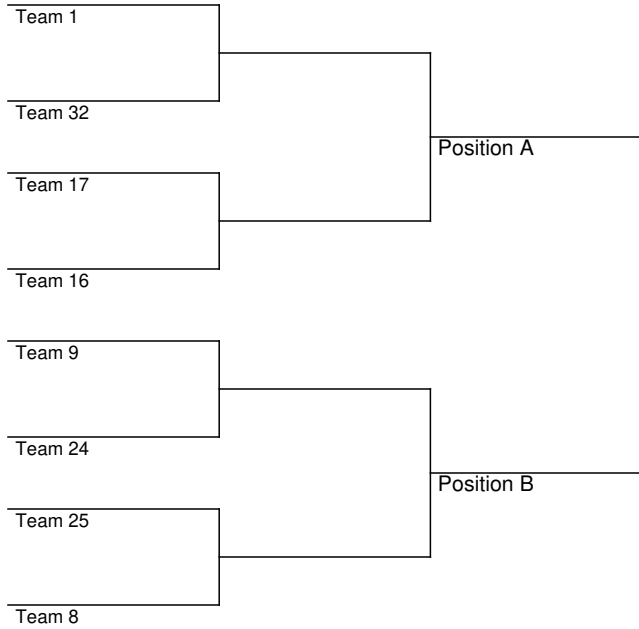 Team 1
Team 32
Position A
Team 17
Team 16
Team 9
Team 24
Position B
Team 25
Team 8